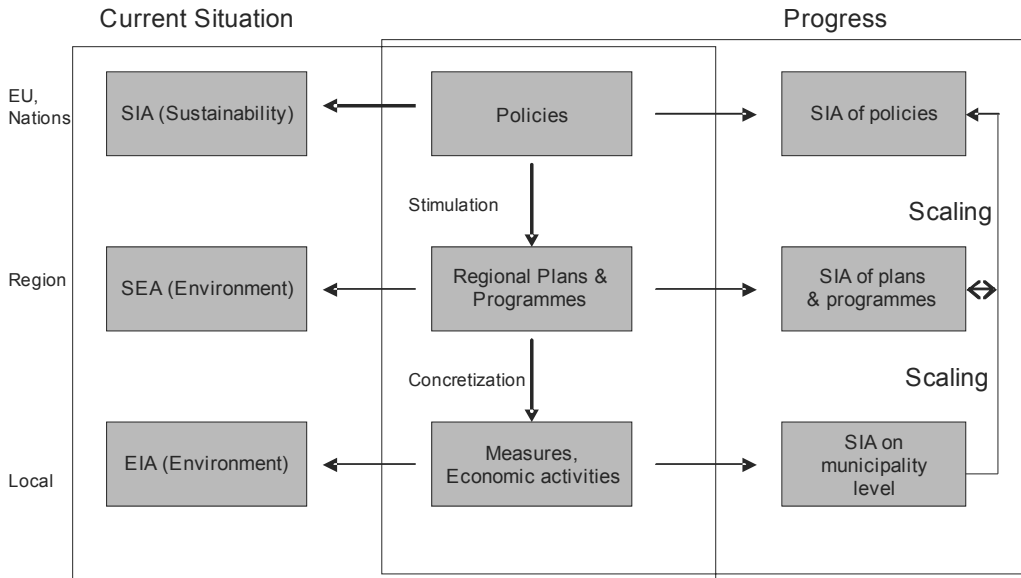 Current Situation
Progress
EU,
Nations
SIA (Sustainability)
Policies
SIA of policies
Stimulation
Scaling
Region
SEA (Environment)
Regional Plans &
Programmes
SIA of plans
& programmes
Concretization
Scaling
Local
EIA (Environment)
Measures,
Economic activities
SIA on
municipality
level